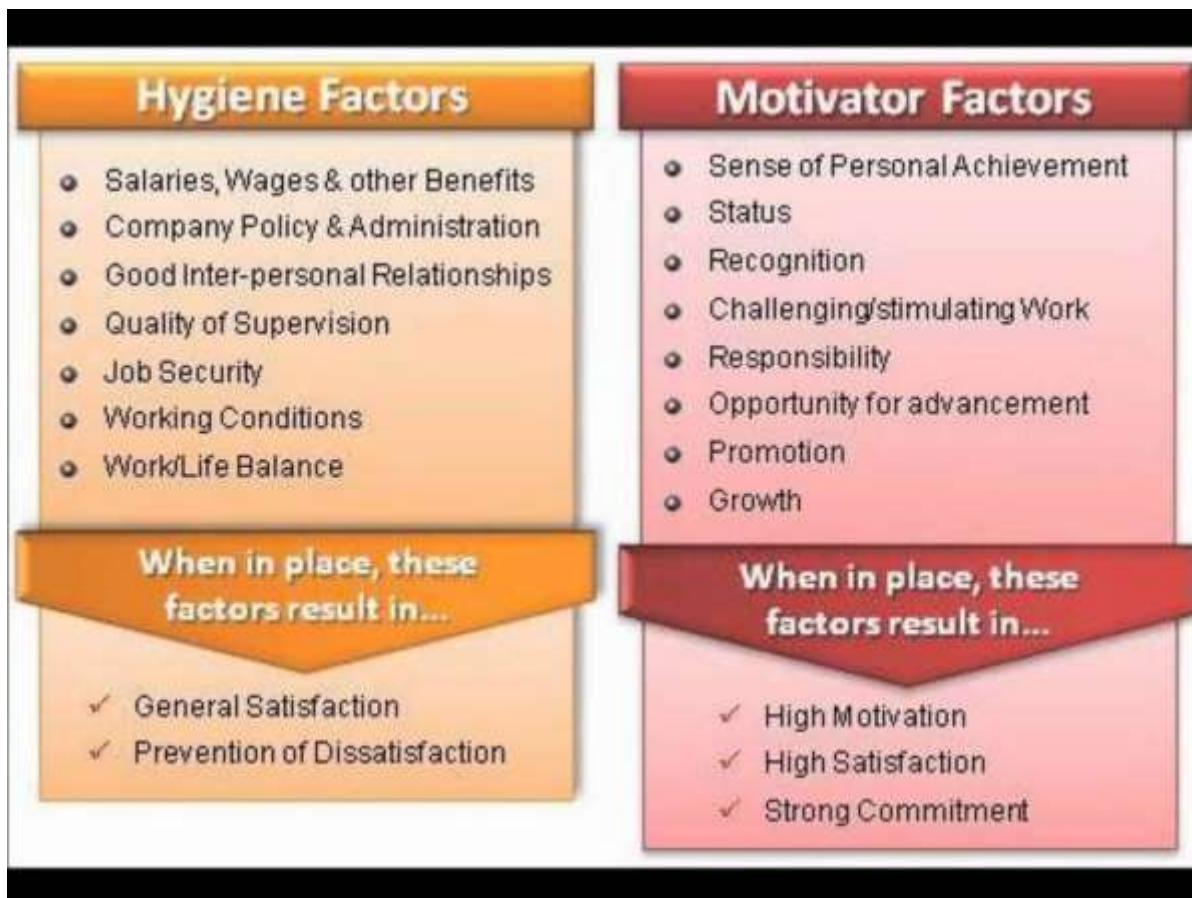 Hygiene Factors
Salaries, Wages & other Benefits
Company Policy & Administration
Good Inter-personal Relationships
Quality of Supervision
Job Security
Working Conditions
Work/Life Balance
When in place, these
factors result in...
General Satisfaction
Prevention of Dissatisfaction
Motivator Factors
Sense of Personal Achievement
Status
Recognition
Challenging/stimulating Work
Responsibility
Opportunity for advancement
Promotion
Growth
When in place, these
factors result in...
High Motivation
High Satisfaction
Strong Commitment